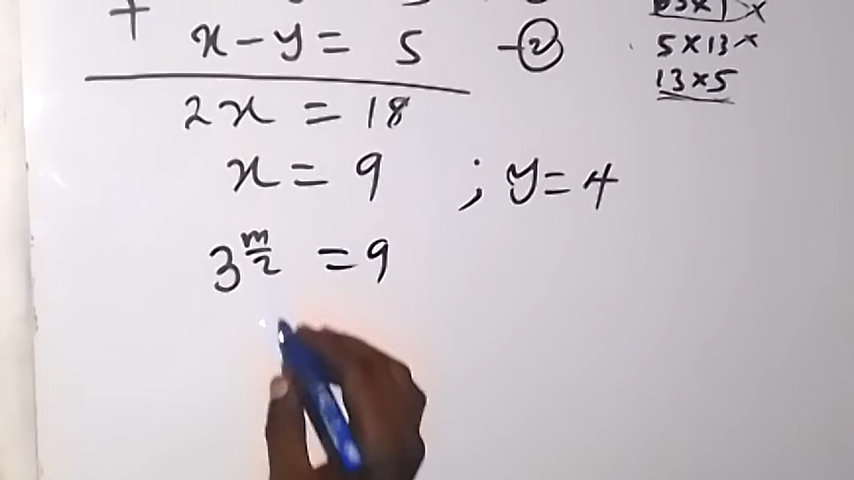 + x - y = 5 - ②
5 × 13 ×
13 × 5
2x = 18
x = 9 ; y = 4
3^(m/2) = 9